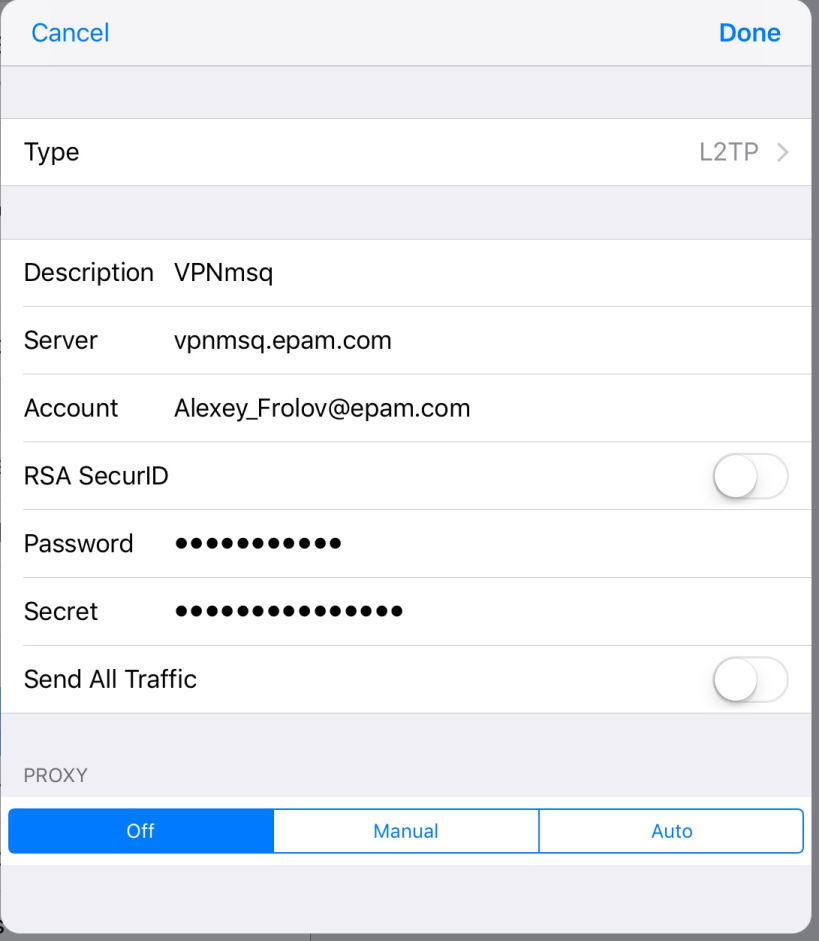 Cancel Done
Type L2TP
Description VPNmsq
Server vpnmsq.epam.com
Account Alexey_Frolov@epam.com
RSA SecurID
Password ●●●●●●●●●●●
Secret ●●●●●●●●●●●●●●●
Send All Traffic
PROXY
Off Manual Auto